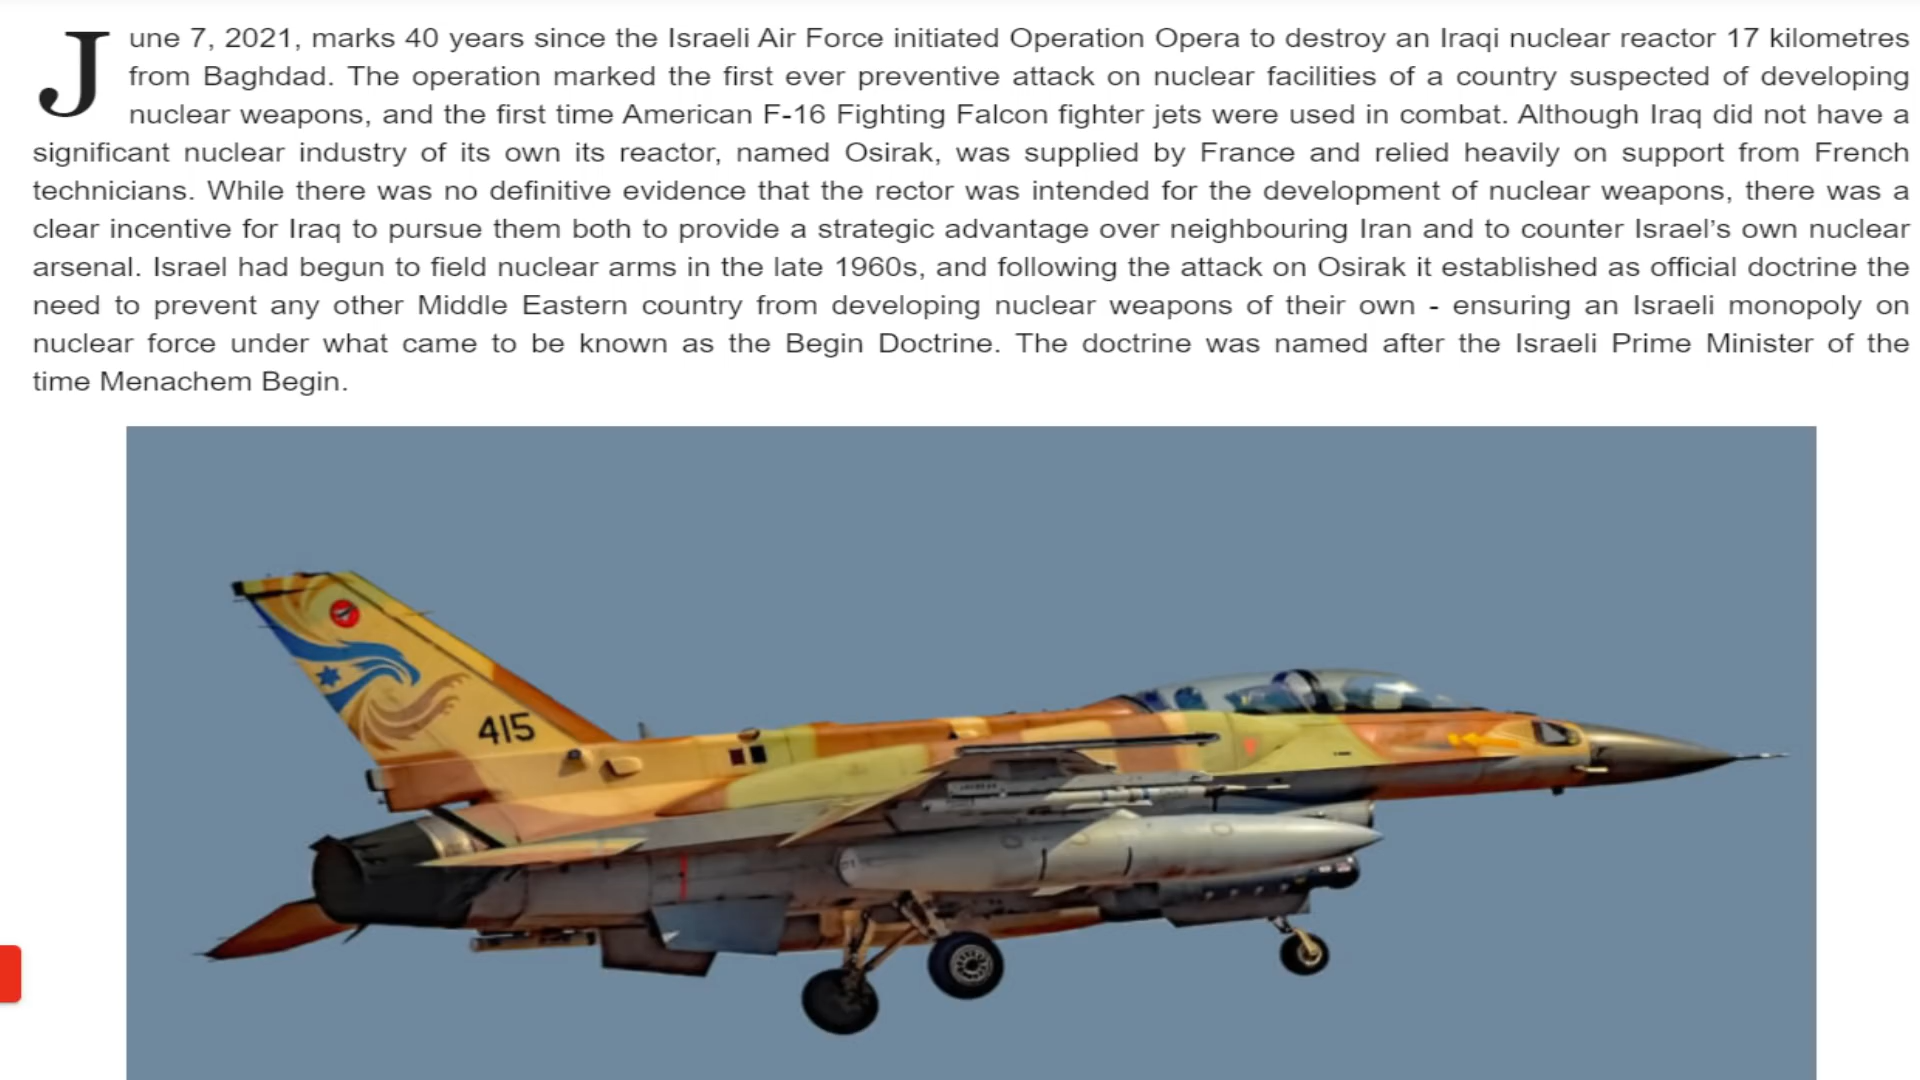 June 7, 2021, marks 40 years since the Israeli Air Force initiated Operation Opera to destroy an Iraqi nuclear reactor 17 kilometres
from Baghdad. The operation marked the first ever preventive attack on nuclear facilities of a country suspected of developing
nuclear weapons, and the first time American F-16 Fighting Falcon fighter jets were used in combat. Although Iraq did not have a
significant nuclear industry of its own its reactor, named Osirak, was supplied by France and relied heavily on support from French
technicians. While there was no definitive evidence that the rector was intended for the development of nuclear weapons, there was a
clear incentive for Iraq to pursue them both to provide a strategic advantage over neighbouring Iran and to counter Israel’s own nuclear
arsenal. Israel had begun to field nuclear arms in the late 1960s, and following the attack on Osirak it established as official doctrine the
need to prevent any other Middle Eastern country from developing nuclear weapons of their own - ensuring an Israeli monopoly on
nuclear force under what came to be known as the Begin Doctrine. The doctrine was named after the Israeli Prime Minister of the
time Menachem Begin.
415